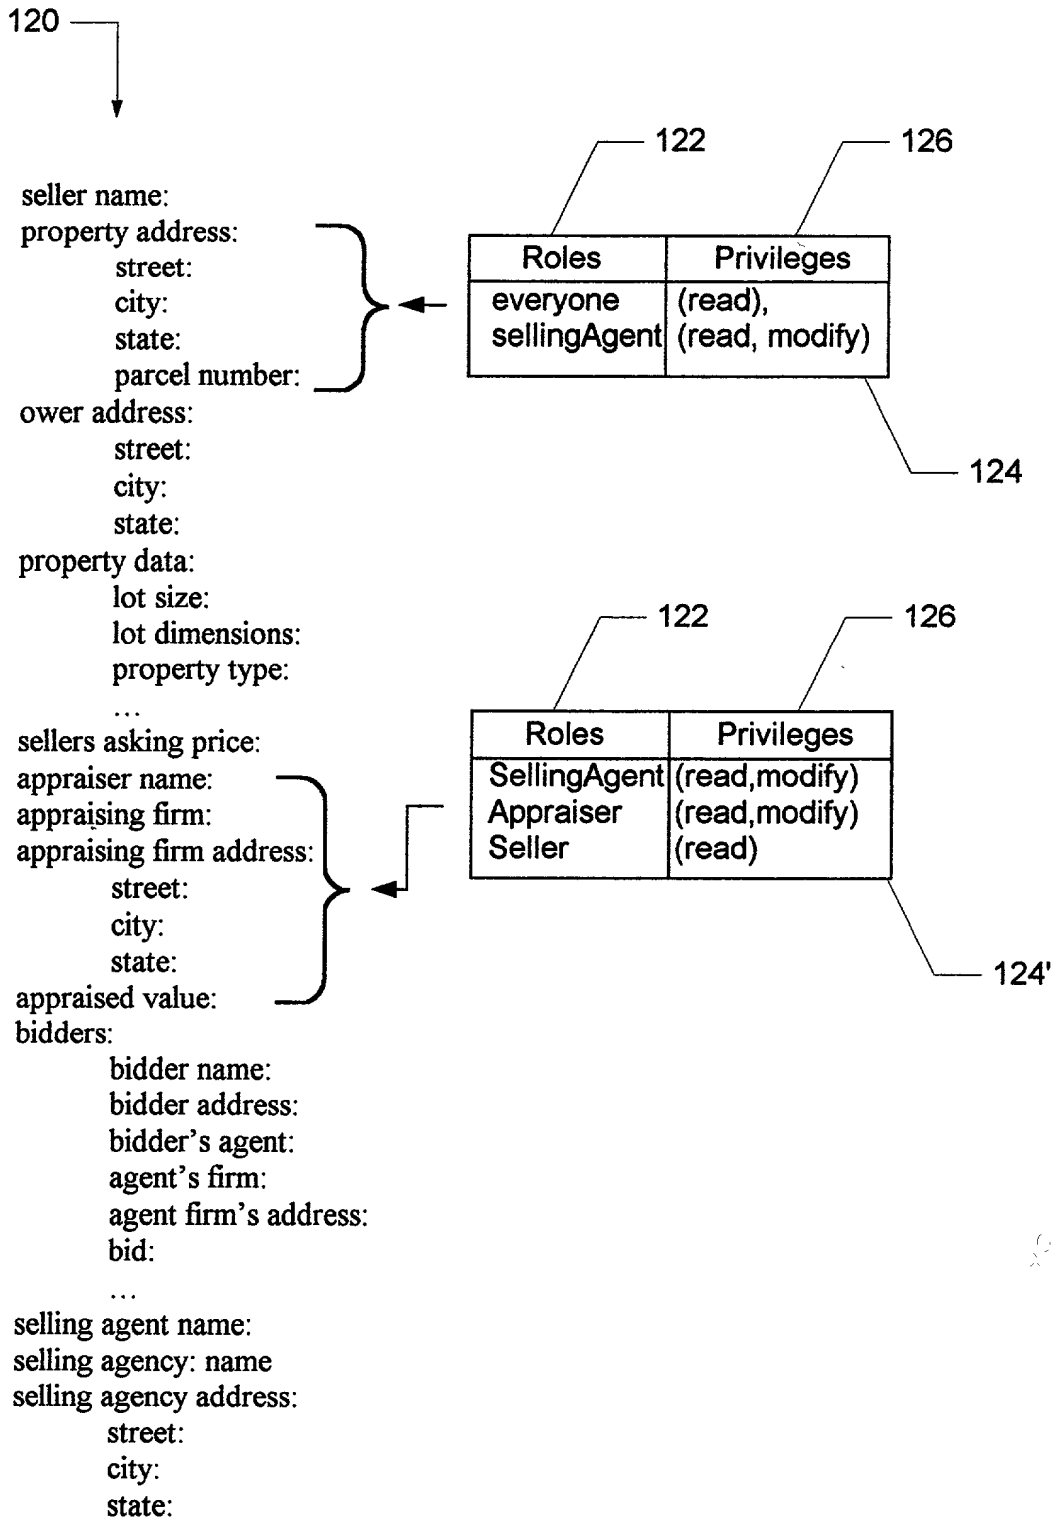 120
seller name:
property address:
street:
city:
state:
parcel number:
ower address:
street:
city:
state:
property data:
lot size:
lot dimensions:
property type:
...
sellers asking price:
appraiser name:
appraising firm:
appraising firm address:
street:
city:
state:
appraised value:
bidders:
bidder name:
bidder address:
bidder's agent:
agent's firm:
agent firm's address:
bid:
...
selling agent name:
selling agency: name
selling agency address:
street:
city:
state:
122 126
Roles Privileges
everyone (read),
sellingAgent (read, modify)
124
122 126
Roles Privileges
SellingAgent (read,modify)
Appraiser (read,modify)
Seller (read)
124'